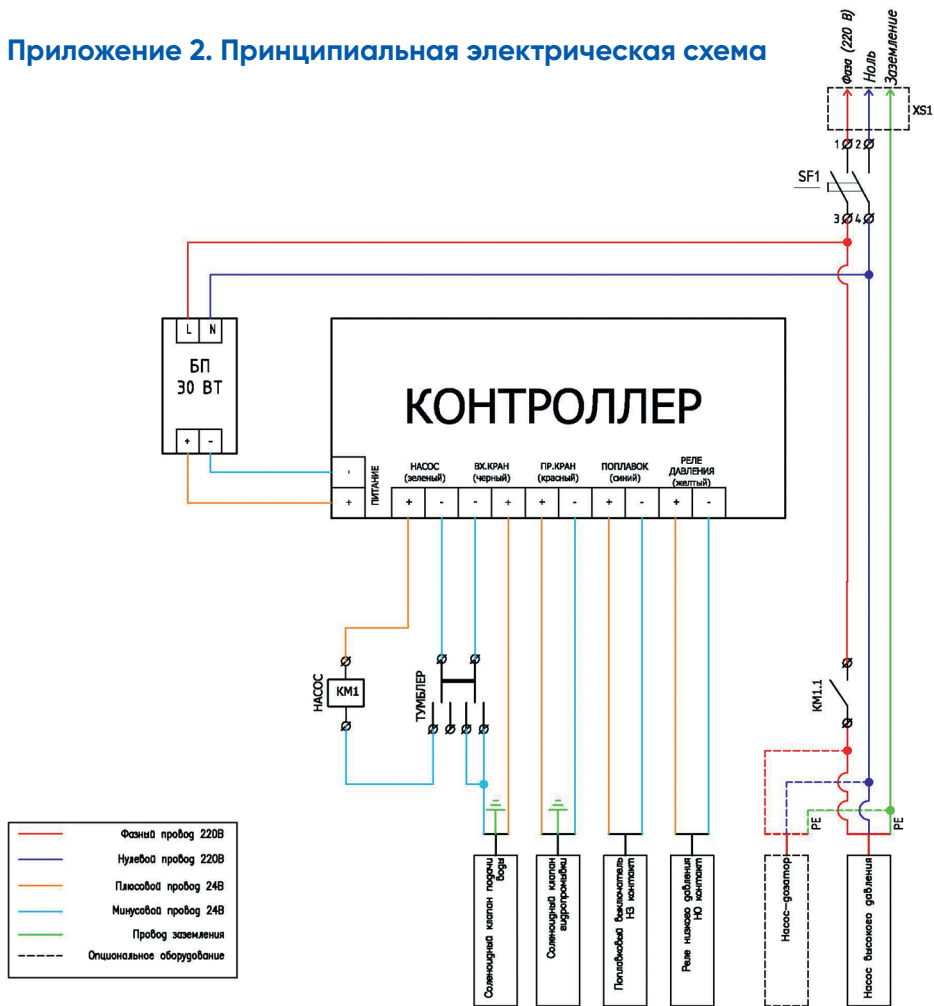 Приложение 2. Принципиальная электрическая схема
Фаза (220 В)
Ноль
Заземление
XS1
1 2
SF1
3 4
L N
БП
30 ВТ
+ -
КОНТРОЛЛЕР
-
+
ПИТАНИЕ
НАСОС
(зеленый)
ВХ.КРАН
(черный)
ПР.КРАН
(красный)
ПОПЛАВОК
(синий)
РЕЛЕ
ДАВЛЕНИЯ
(желтый)
+ - - + + - + - + -
НАСОС
КМ1
ТУМБЛЕР
КМ1.1
PE
PE
Фазный провод 220В
Нулевой провод 220В
Плюсовой провод 24В
Минусовой провод 24В
Провод заземления
Опциональное оборудование
Соленоидный клапан подачи
воды
Соленоидный клапан
гидропромывки
Поплавковый выключатель
НЗ контакт
Реле низкого давления
НО контакт
Насос-дозатор
Насос высокого давления